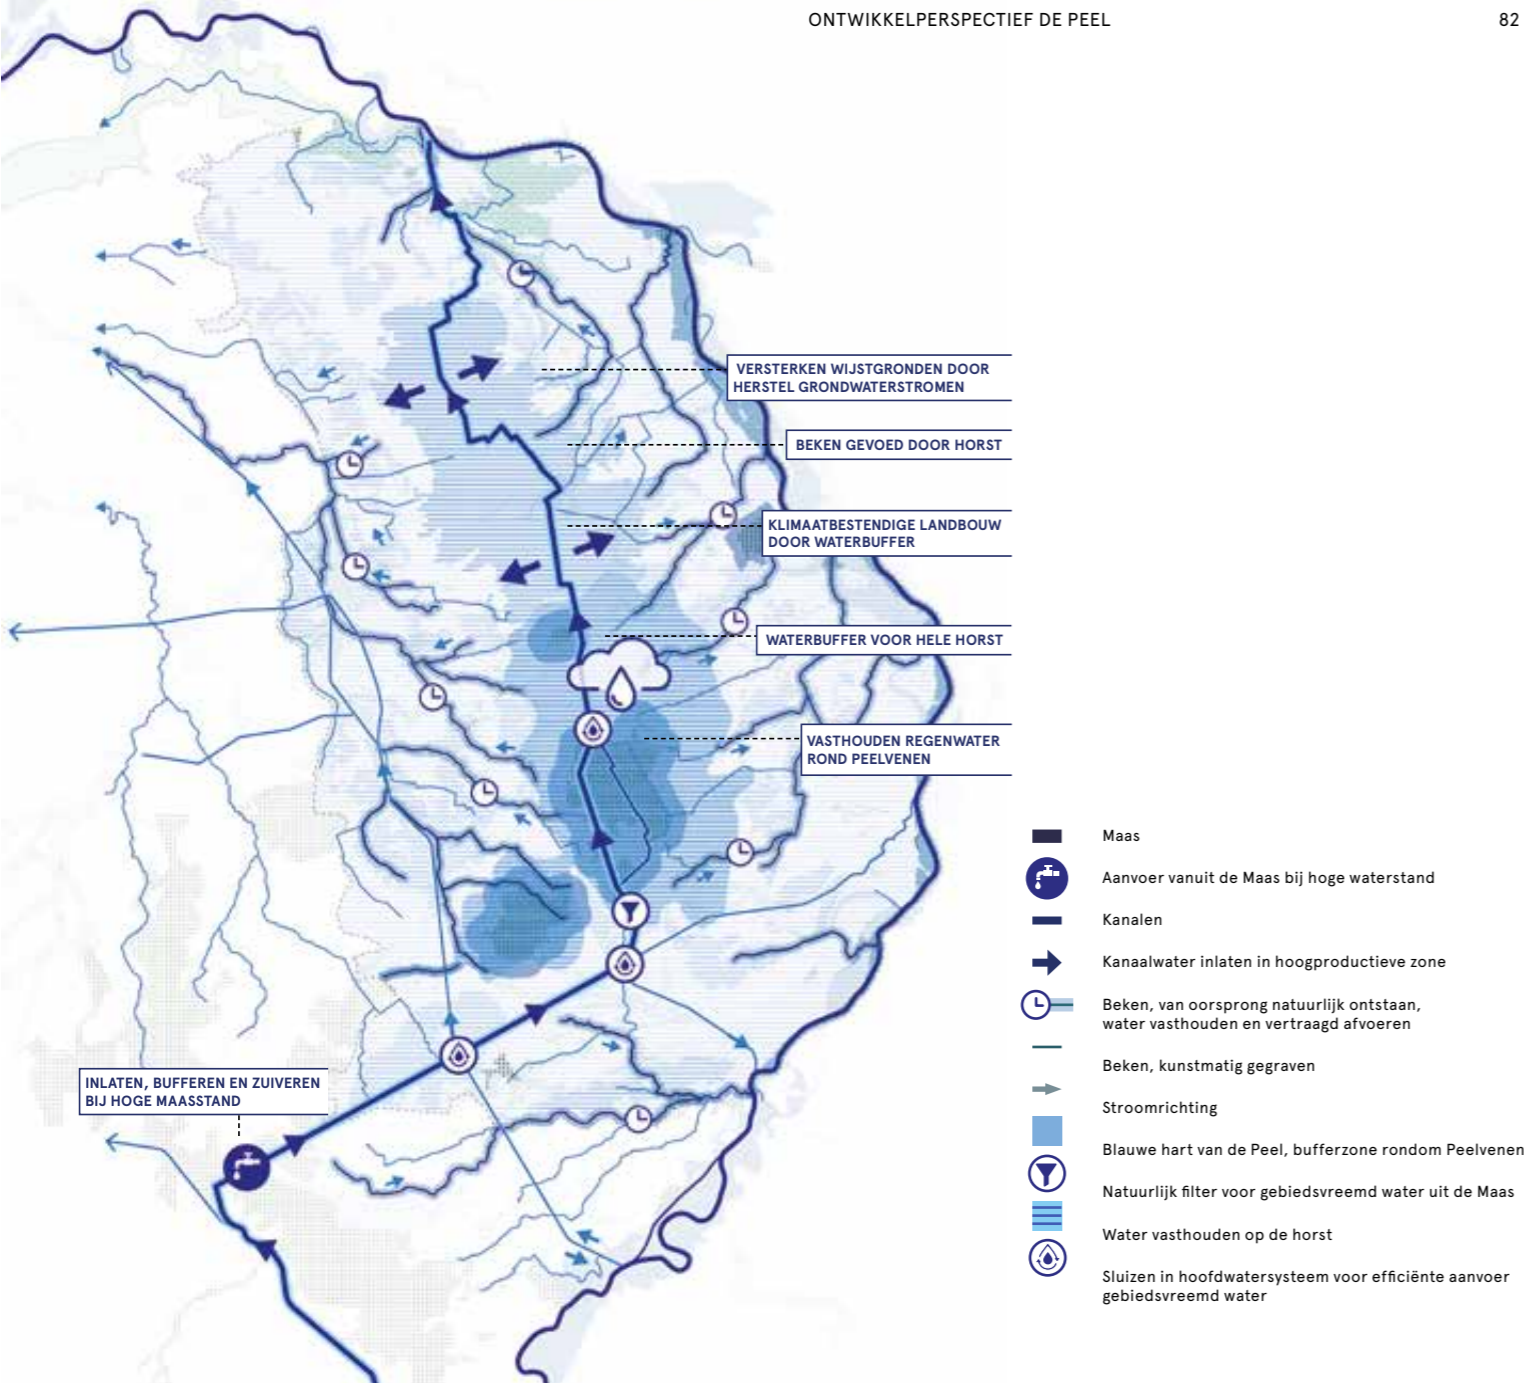 ONTWIKKELPERSPECTIEF DE PEEL
82
VERSTERKEN WIJSTGRONDEN DOOR
HERSTEL GRONDWATERSTROMEN
BEKEN GEVOED DOOR HORST
KLIMAATBESTENDIGE LANDBOUW
DOOR WATERBUFFER
WATERBUFFER VOOR HELE HORST
VASTHOUDEN REGENWATER
ROND PEELVENEN
INLATEN, BUFFEREN EN ZUIVEREN
BIJ HOGE MAASSTAND
Maas
Aanvoer vanuit de Maas bij hoge waterstand
Kanalen
Kanaalwater inlaten in hoogproductieve zone
Beken, van oorsprong natuurlijk ontstaan,
water vasthouden en vertraagd afvoeren
Beken, kunstmatig gegraven
Stroomrichting
Blauwe hart van de Peel, bufferzone rondom Peelvenen
Natuurlijk filter voor gebiedsvreemd water uit de Maas
Water vasthouden op de horst
Sluizen in hoofdwatersysteem voor efficiënte aanvoer
gebiedsvreemd water